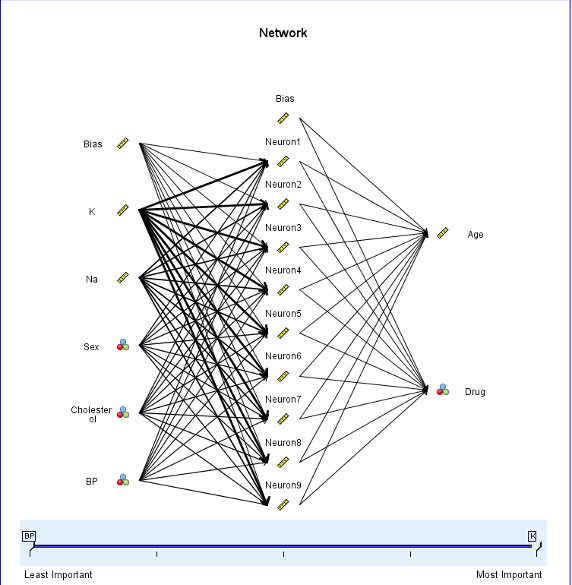 Network
Bias
Bias
Neuron1
K
Neuron2
Neuron3
Age
Na
Neuron4
Neuron5
Sex
Neuron6
Drug
Cholester
ol
Neuron7
Neuron8
BP
Neuron9
BP
K
Least Important
Most Important